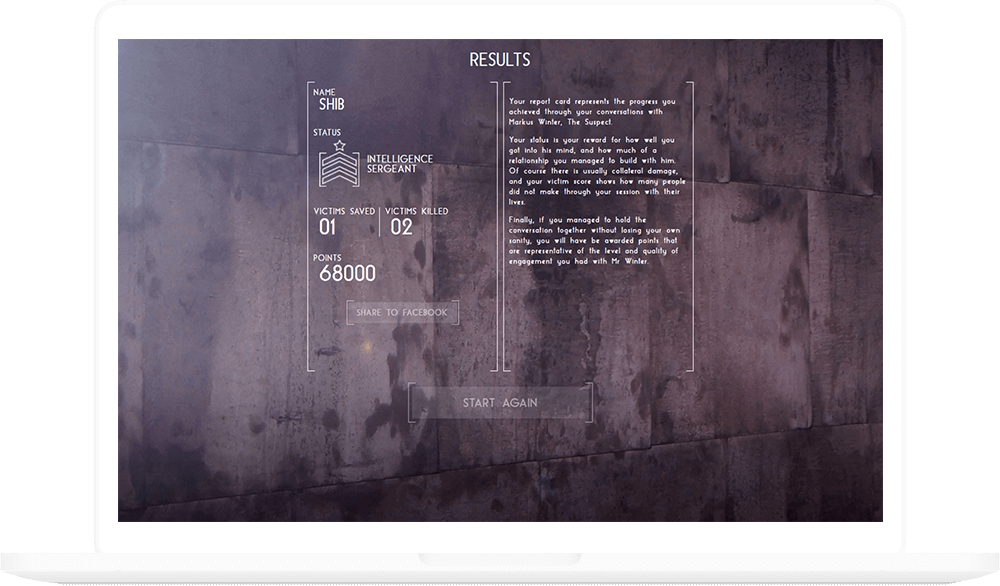 RESULTS
NAME
SHIB
STATUS
INTELLIGENCE
SERGEANT
VICTIMS SAVED
VICTIMS KILLED
01
02
POINTS
68000
SHARE TO FACEBOOK
Your report card represents the progress you
achieved through your conversations with
Markus Winter, The Suspect.
Your status is your reward for how well you
got into his mind, and how much of a
relationship you managed to build with him.
Of course there is usually collateral damage,
and your victim score shows how many people
did not make through your session with their
lives.
Finally, if you managed to hold the
conversation together without losing your own
sanity, you will have be awarded points that
are representative of the level and quality of
engagement you had with Mr Winter.
START AGAIN